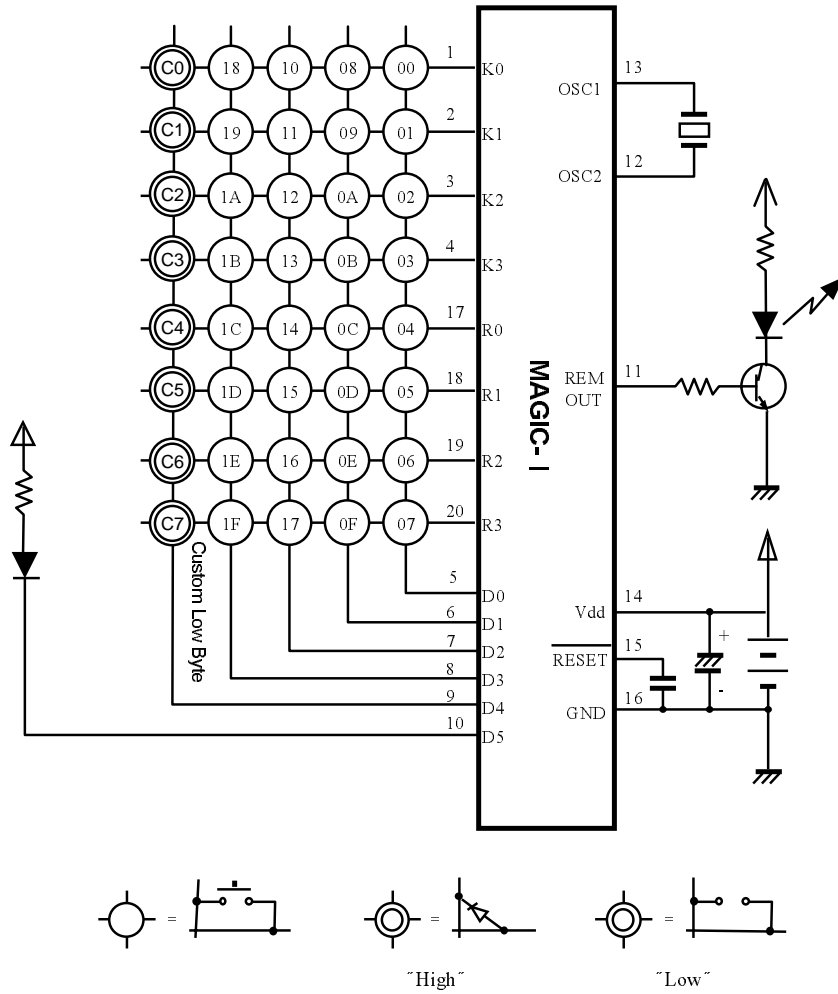 C0 18 10 08 00 1 K0
C1 19 11 09 01 2 K1
C2 1A 12 0A 02 3 K2
C3 1B 13 0B 03 4 K3
C4 1C 14 0C 04 17 R0
C5 1D 15 0D 05 18 R1
C6 1E 16 0E 06 19 R2
C7 1F 17 0F 07 20 R3
Custom Low Byte
5 D0
6 D1
7 D2
8 D3
9 D4
10 D5
MAGIC- I
OSC1 13
OSC2 12
REM 11
OUT
Vdd 14
+
RESET 15
-
GND 16
=
=
=
˝High˝
˝Low˝